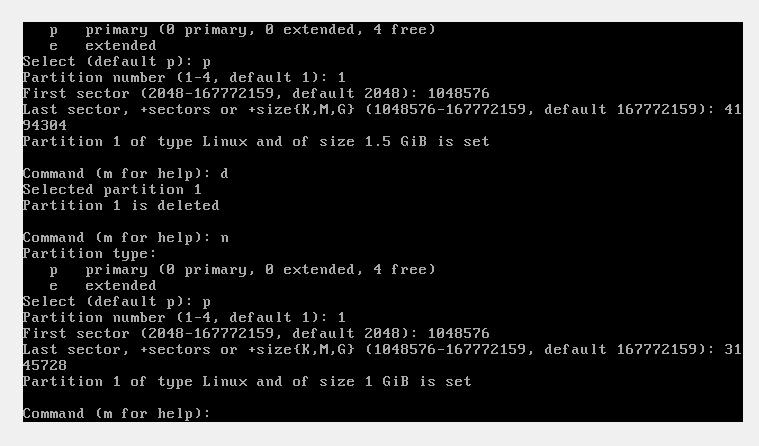 p   primary (0 primary, 0 extended, 4 free)
e   extended
Select (default p): p
Partition number (1-4, default 1): 1
First sector (2048-167772159, default 2048): 1048576
Last sector, +sectors or +size{K,M,G} (1048576-167772159, default 167772159): 41
94304
Partition 1 of type Linux and of size 1.5 GiB is set
Command (m for help): d
Selected partition 1
Partition 1 is deleted
Command (m for help): n
Partition type:
p   primary (0 primary, 0 extended, 4 free)
e   extended
Select (default p): p
Partition number (1-4, default 1): 1
First sector (2048-167772159, default 2048): 1048576
Last sector, +sectors or +size{K,M,G} (1048576-167772159, default 167772159): 31
45728
Partition 1 of type Linux and of size 1 GiB is set
Command (m for help):